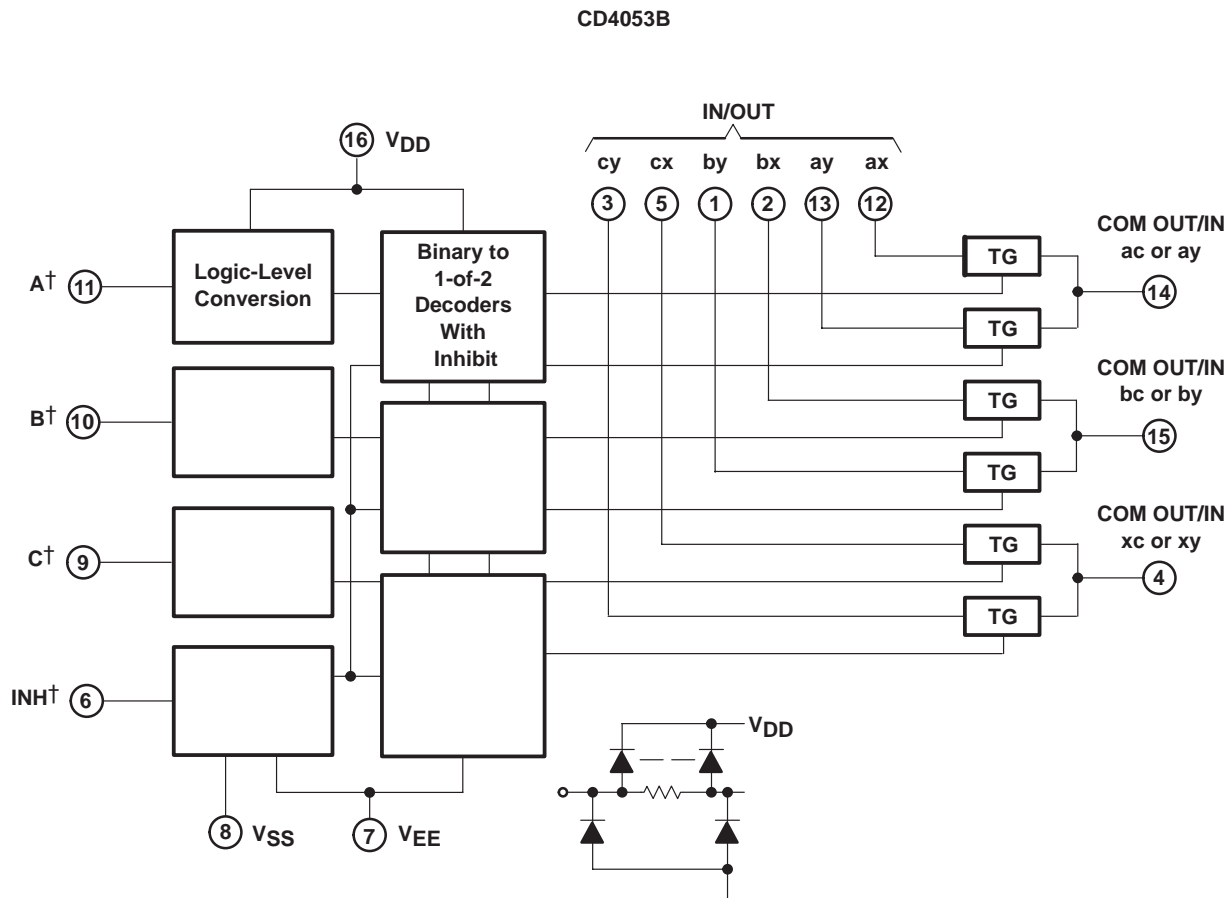 CD4053B
IN/OUT
16 VDD
cy cx by bx ay ax
3 5 1 2 13 12
COM OUT/IN
ac or ay
14
TG
TG
A† 11
Logic-Level
Conversion
Binary to
1-of-2
Decoders
With
Inhibit
COM OUT/IN
bc or by
15
TG
TG
B† 10
COM OUT/IN
xc or xy
4
TG
TG
C† 9
INH† 6
8 VSS
7 VEE
VDD